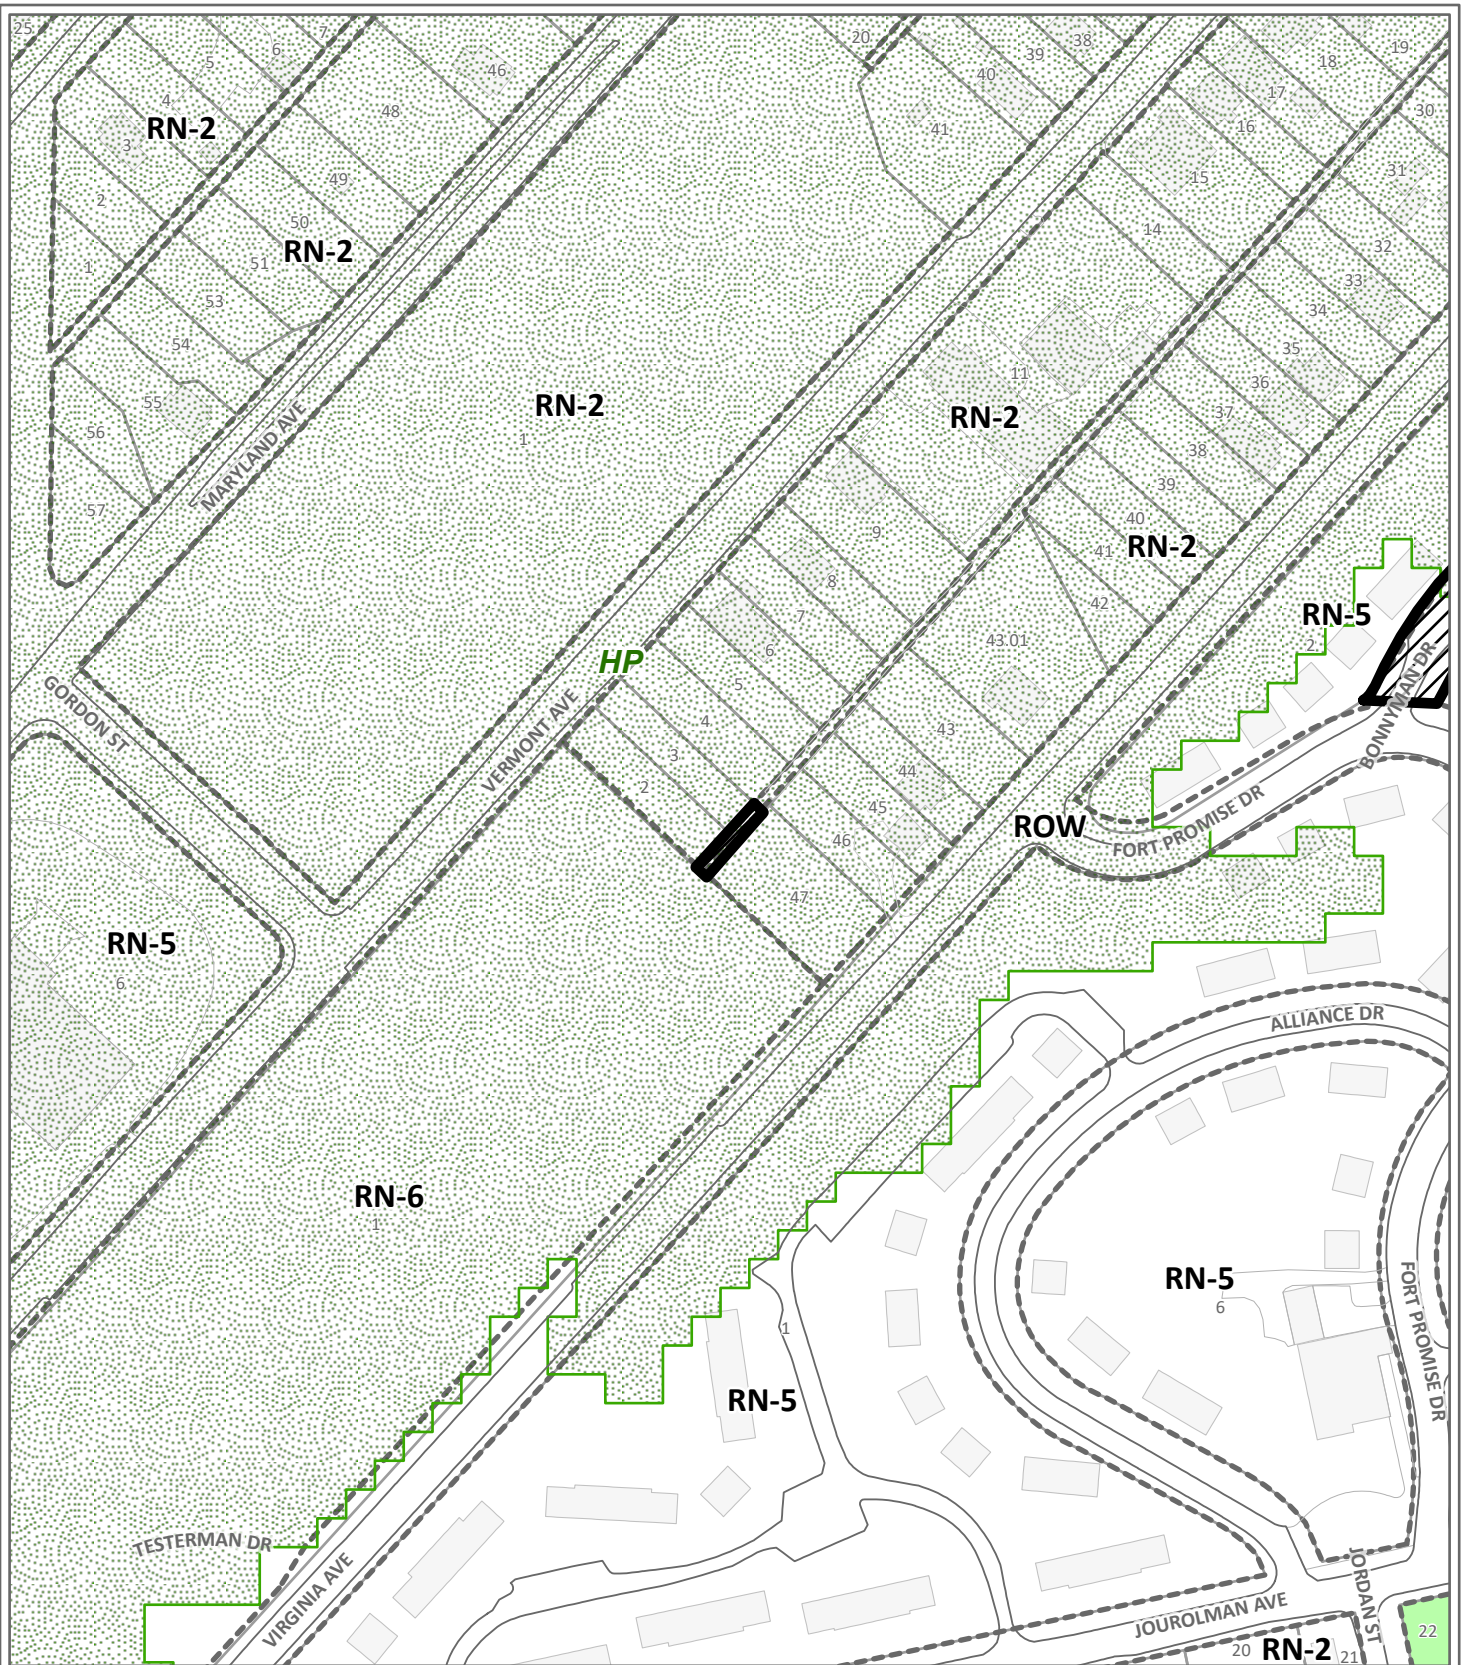 25
5
6
7
46
20
40
39
38
19
18
17
16
30
4
RN-2
3
48
41
15
31
49
2
50
RN-2
14
32
1
51
33
53
34
54
35
11
36
55
RN-2
1
RN-2
37
56
MARYLAND AVE
38
57
39
9
40
41
RN-2
8
42
7
RN-5
43.01
2
6
HP
5
BONNYMAN DR
GORDON ST
VERMONT AVE
4
43
3
44
2
45
FORT PROMISE DR
ROW
46
47
RN-5
6
ALLIANCE DR
RN-6
1
RN-5
6
FORT PROMISE DR
1
RN-5
TESTERMAN DR
VIRGINIA AVE
JORDAN ST
JOUROLMAN AVE
22
20
RN-2
21